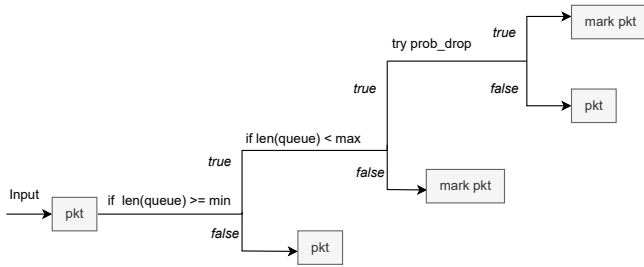 Input
pkt
if len(queue) >= min
true
false
pkt
if len(queue) < max
true
false
mark pkt
try prob_drop
true
false
mark pkt
pkt